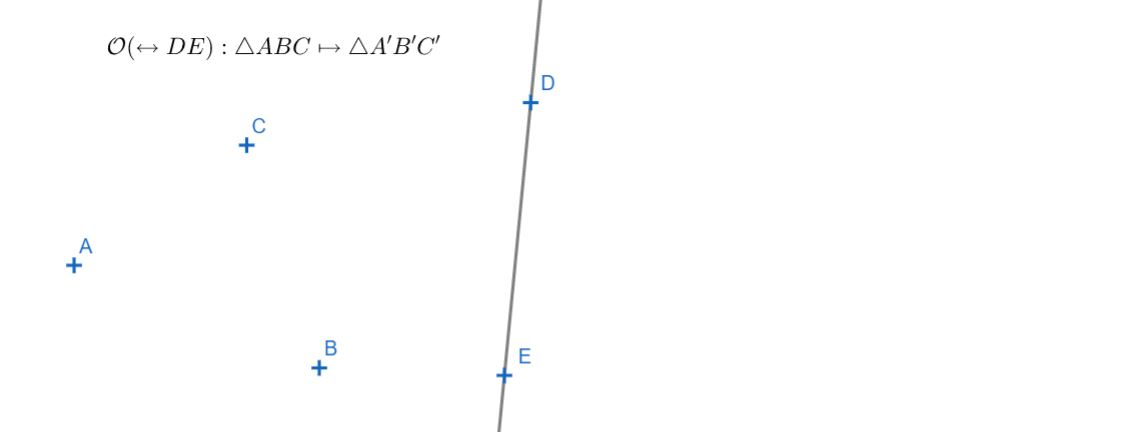 𝒪(↔ DE) : △ABC ↦ △A′B′C′
D
C
A
B
E